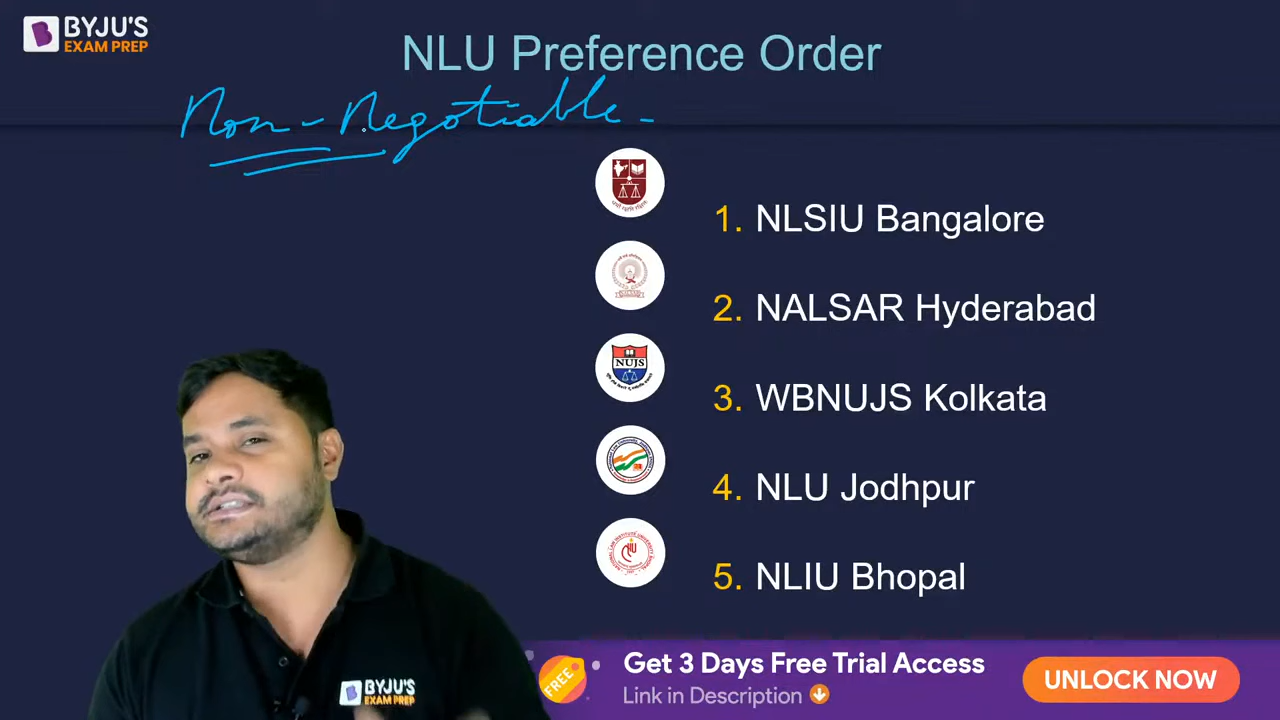 BYJU'S
EXAM PREP
NLU Preference Order
Non-Negotiable -
1. NLSIU Bangalore
2. NALSAR Hyderabad
NUJS
3. WBNUJS Kolkata
4. NLU Jodhpur
5. NLIU Bhopal
BYJU'S
EXAM PREP
FREE
Get 3 Days Free Trial Access
Link in Description
UNLOCK NOW